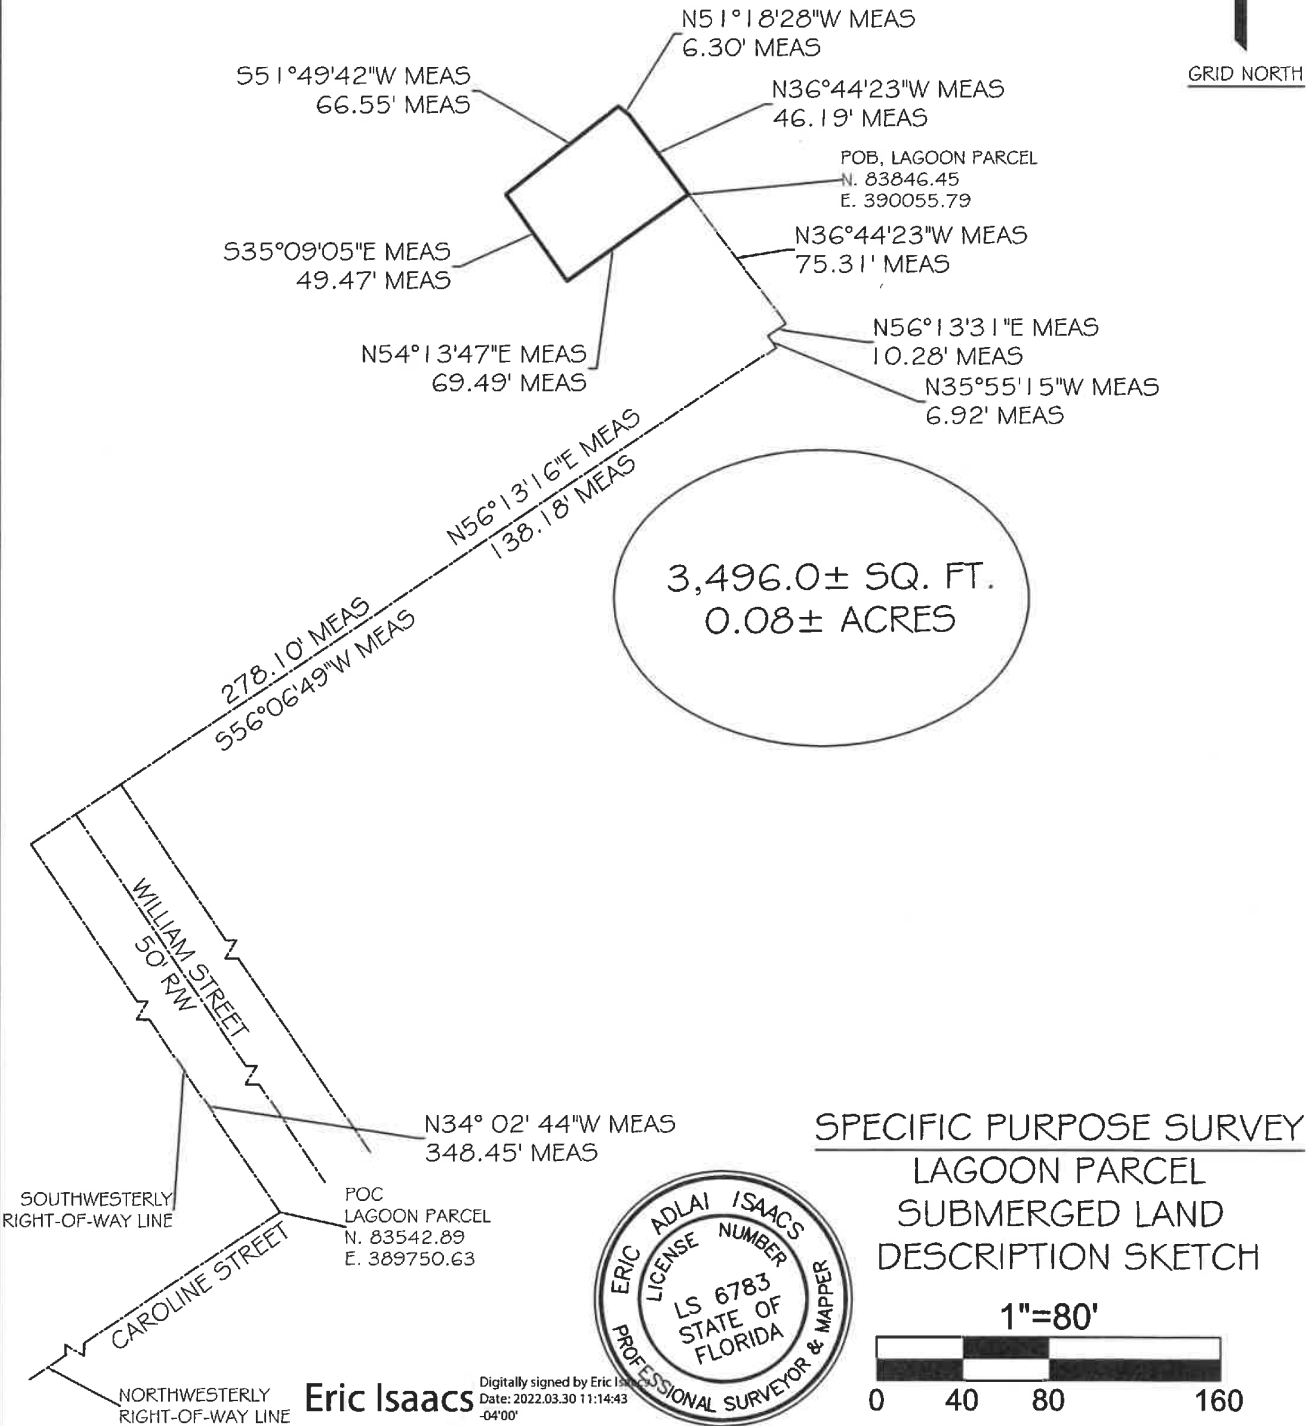 N51°18'28"W MEAS
6.30' MEAS
GRID NORTH
S51°49'42"W MEAS
66.55' MEAS
N36°44'23"W MEAS
46.19' MEAS
POB, LAGOON PARCEL
N. 83846.45
E. 390055.79
N36°44'23"W MEAS
75.31' MEAS
S35°09'05"E MEAS
49.47' MEAS
N56°13'31"E MEAS
10.28' MEAS
N54°13'47"E MEAS
69.49' MEAS
N35°55'15"W MEAS
6.92' MEAS
N56°13'16"E MEAS
138.18' MEAS
3,496.0± SQ. FT.
0.08± ACRES
278.10' MEAS
S56°06'49"W MEAS
WILLIAM STREET
50' R/W
N34° 02' 44"W MEAS
348.45' MEAS
SOUTHWESTERLY
RIGHT-OF-WAY LINE
POC
LAGOON PARCEL
N. 83542.89
E. 389750.63
CAROLINE STREET
NORTHWESTERLY
RIGHT-OF-WAY LINE
Eric Isaacs
Digitally signed by Eric Isaacs
Date: 2022.03.30 11:14:43
-04'00'
ERIC ADLAI ISAACS
LICENSE NUMBER
LS 6783
STATE OF
FLORIDA
PROFESSIONAL SURVEYOR & MAPPER
SPECIFIC PURPOSE SURVEY
LAGOON PARCEL
SUBMERGED LAND
DESCRIPTION SKETCH
1"=80'
0 40 80 160